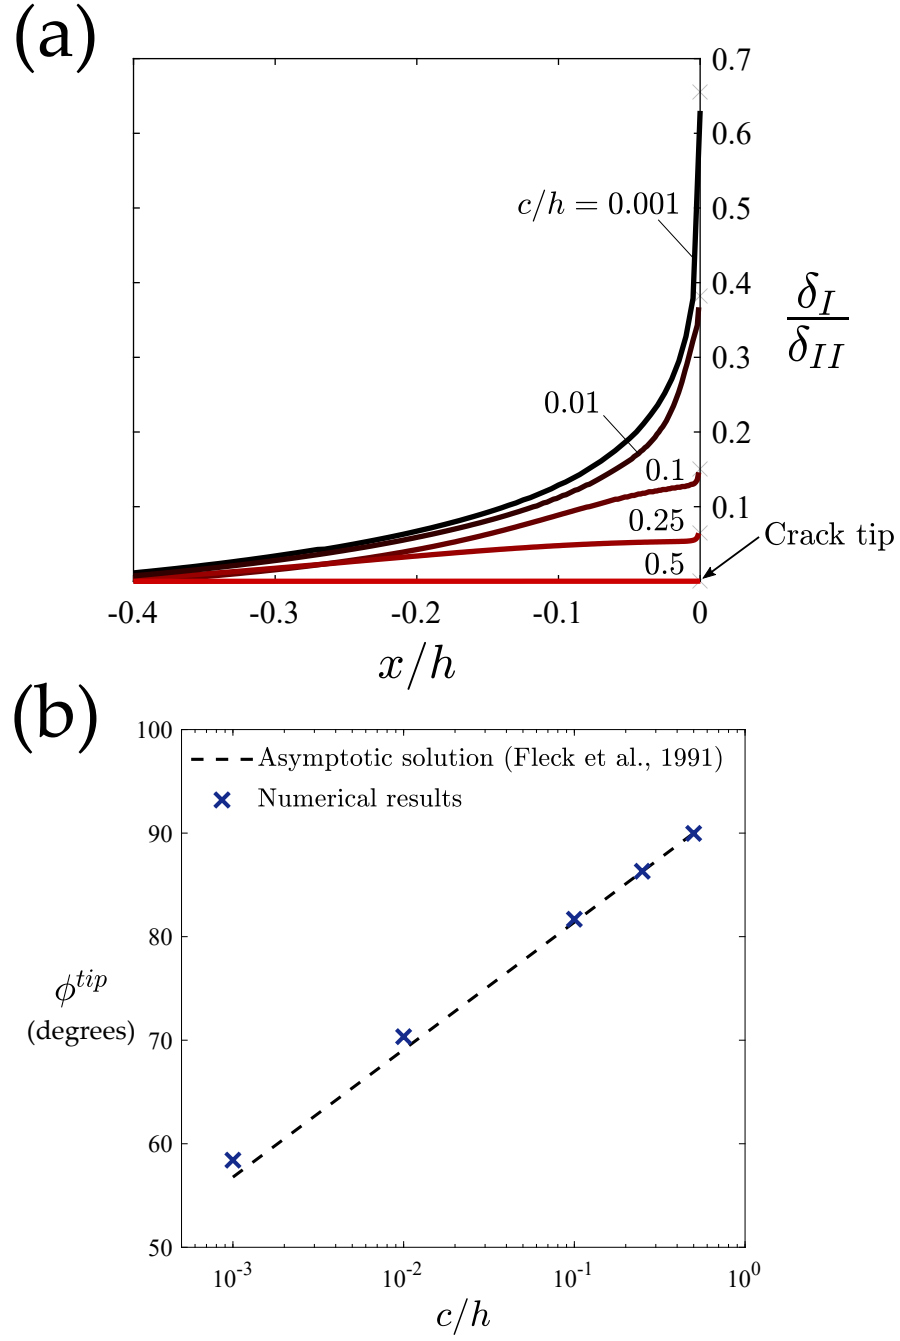 (a)
0.7
0.6
c/h = 0.001
0.5
0.4
δ_I
δ_II
0.3
0.01
0.2
0.1
0.1
0.25
Crack tip
0.5
-0.4 -0.3 -0.2 -0.1 0
x/h
(b)
100
Asymptotic solution (Fleck et al., 1991)
Numerical results
90
80
ϕ^tip
(degrees)
70
60
50
10^-3 10^-2 10^-1 10^0
c/h